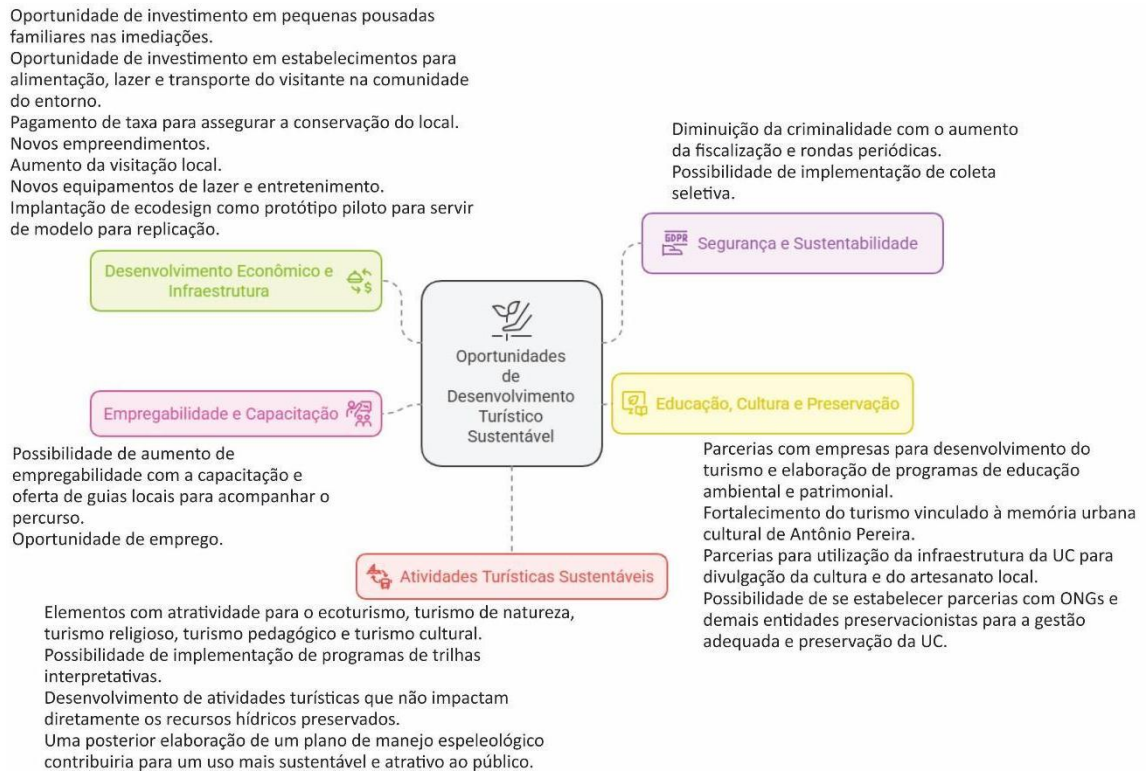 Oportunidade de investimento em pequenas pousadas
familiares nas imediações.
Oportunidade de investimento em estabelecimentos para
alimentação, lazer e transporte do visitante na comunidade
do entorno.
Pagamento de taxa para assegurar a conservação do local.
Novos empreendimentos.
Aumento da visitação local.
Novos equipamentos de lazer e entretenimento.
Implantação de ecodesign como protótipo piloto para servir
de modelo para replicação.
Desenvolvimento Econômico e
Infraestrutura
$
Diminuição da criminalidade com o aumento
da fiscalização e rondas periódicas.
Possibilidade de implementação de coleta
seletiva.
GDPR
Segurança e Sustentabilidade
Oportunidades
de
Desenvolvimento
Turístico
Sustentável
Empregabilidade e Capacitação
Possibilidade de aumento de
empregabilidade com a capacitação e
oferta de guias locais para acompanhar o
percurso.
Oportunidade de emprego.
Educação, Cultura e Preservação
Parcerias com empresas para desenvolvimento do
turismo e elaboração de programas de educação
ambiental e patrimonial.
Fortalecimento do turismo vinculado à memória urbana
cultural de Antônio Pereira.
Parcerias para utilização da infraestrutura da UC para
divulgação da cultura e do artesanato local.
Possibilidade de se estabelecer parcerias com ONGs e
demais entidades preservacionistas para a gestão
adequada e preservação da UC.
Atividades Turísticas Sustentáveis
Elementos com atratividade para o ecoturismo, turismo de natureza,
turismo religioso, turismo pedagógico e turismo cultural.
Possibilidade de implementação de programas de trilhas
interpretativas.
Desenvolvimento de atividades turísticas que não impactam
diretamente os recursos hídricos preservados.
Uma posterior elaboração de um plano de manejo espeleológico
contribuiria para um uso mais sustentável e atrativo ao público.